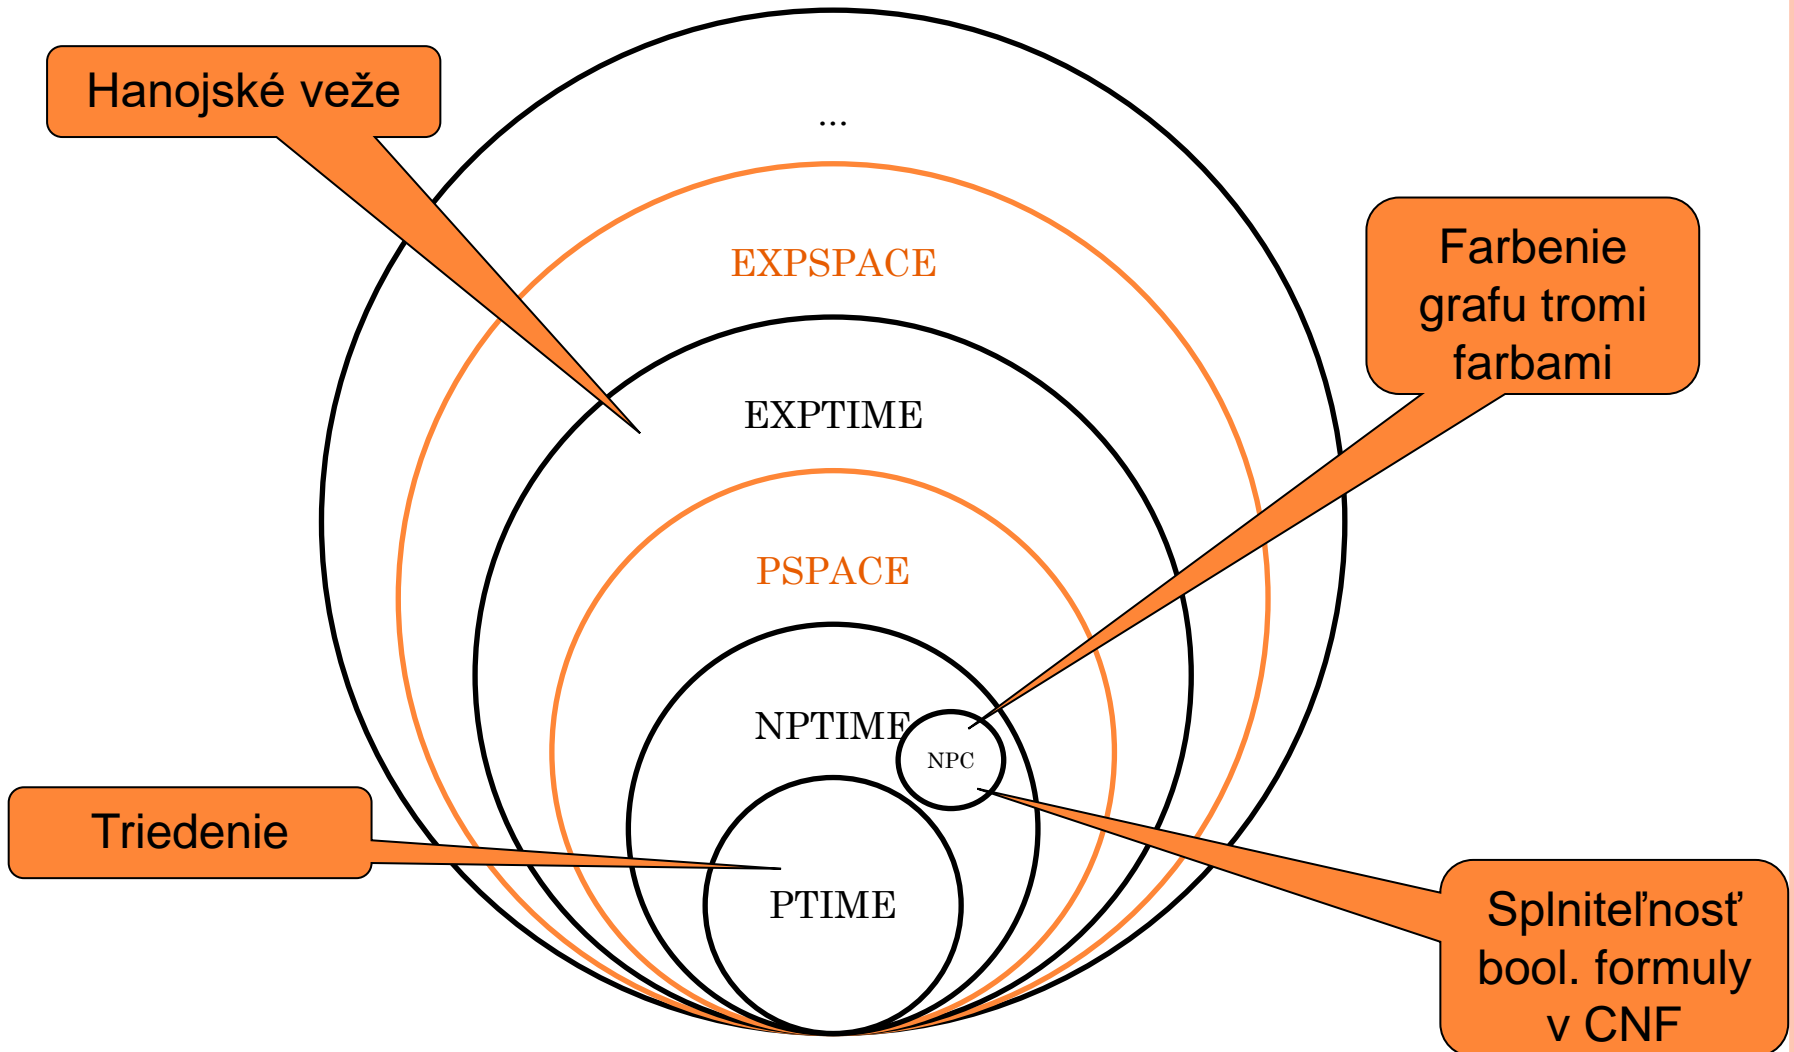 Hanojské veže
...
EXPSPACE
Farbenie
grafu tromi
farbami
EXPTIME
PSPACE
NPTIME
NPC
Triedenie
PTIME
Splniteľnosť
bool. formuly
v CNF